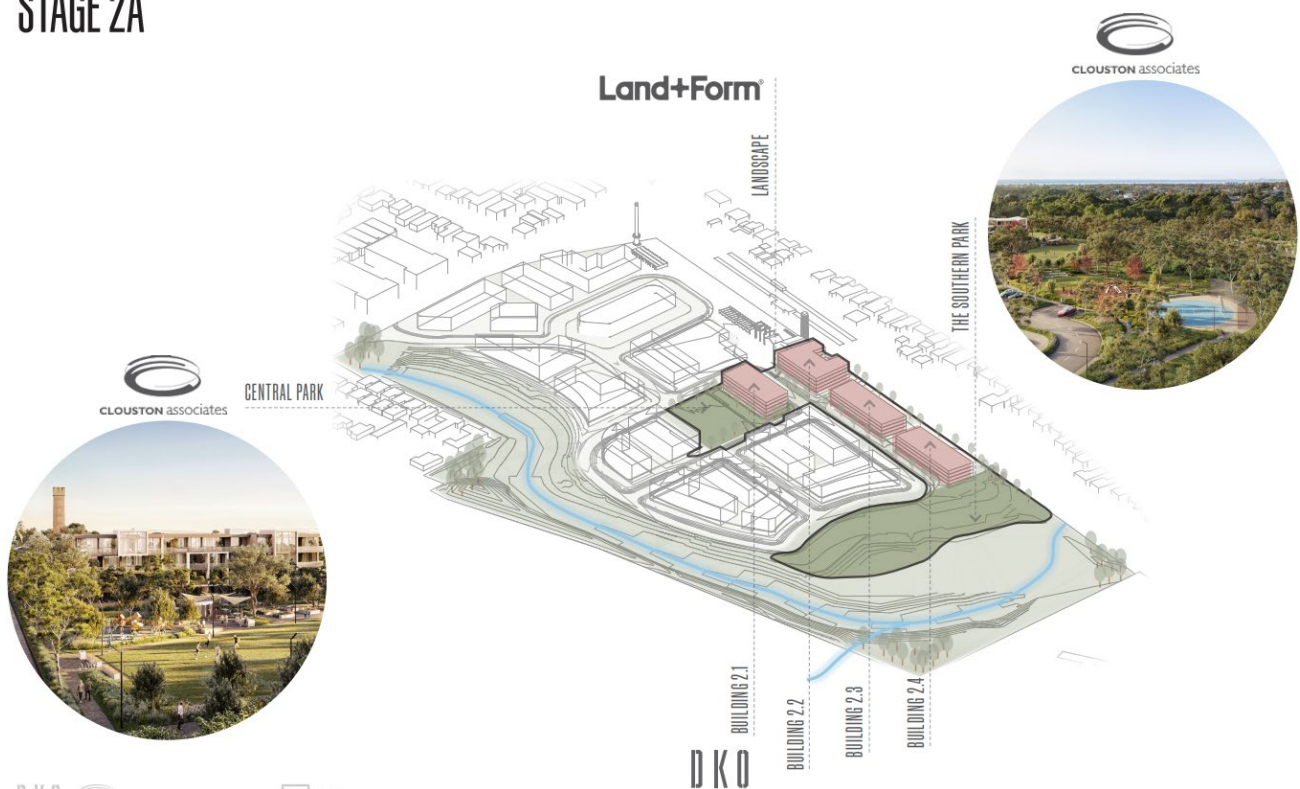 STAGE 2A
CLOUSTON associates
Land+Form®
LANDSCAPE
THE SOUTHERN PARK
CLOUSTON associates
CENTRAL PARK
BUILDING 2.1
BUILDING 2.2
BUILDING 2.3
BUILDING 2.4
DKO